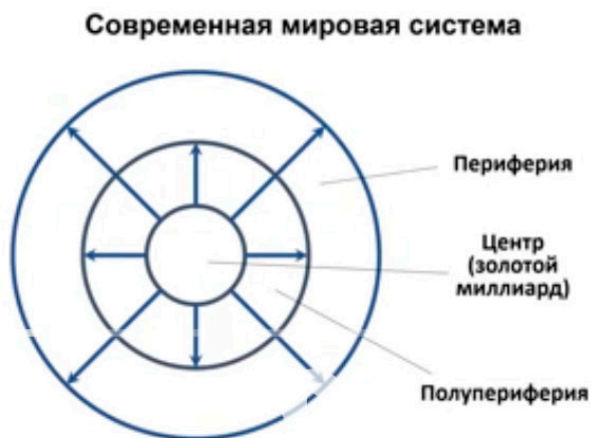 Современная мировая система
Периферия
Центр
(золотой
миллиард)
Полупериферия